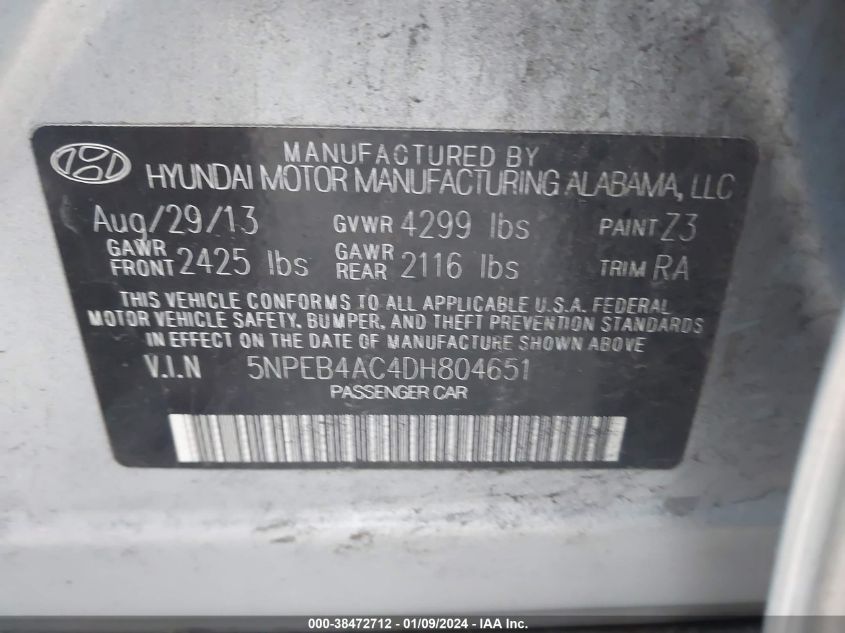 MANUFACTURED BY
HYUNDAI MOTOR MANUFACTURING ALABAMA, LLC
Aug/29/13 GVWR 4299 lbs PAINT Z3
GAWR FRONT 2425 lbs GAWR REAR 2116 lbs TRIM RA
THIS VEHICLE CONFORMS TO ALL APPLICABLE U.S.A. FEDERAL
MOTOR VEHICLE SAFETY, BUMPER, AND THEFT PREVENTION STANDARDS
IN EFFECT ON THE DATE OF MANUFACTURE SHOWN ABOVE.
V.I.N 5NPEB4AC4DH804651
PASSENGER CAR
000-38472712 - 01/09/2024 - IAA, Inc.